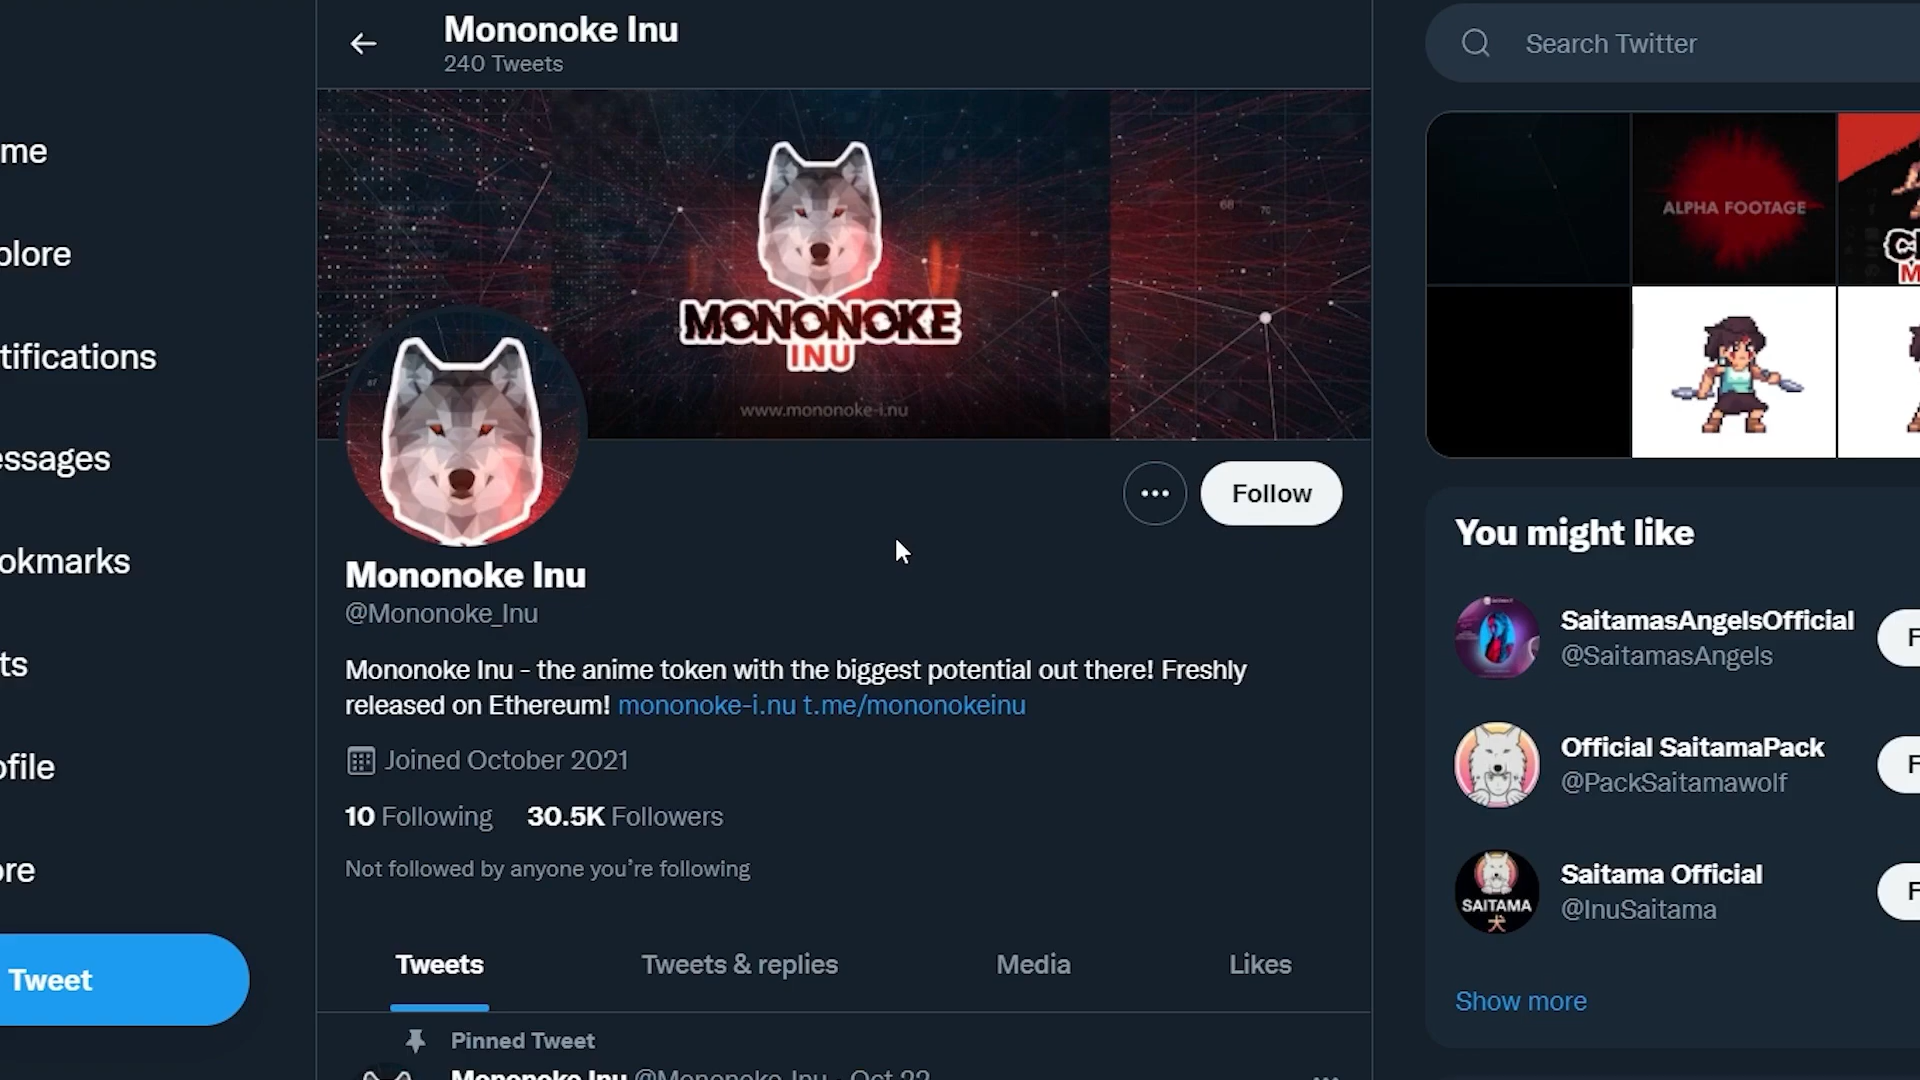 Mononoke Inu
240 Tweets
Search Twitter
me
plore
tifications
essages
okmarks
ts
ofile
ore
Tweet
MONONOKE
INU
www.mononoke-i.nu
68
ALPHA FOOTAGE
Follow
Mononoke Inu
@Mononoke_Inu
Mononoke Inu - the anime token with the biggest potential out there! Freshly
released on Ethereum! mononoke-i.nu t.me/mononokeinu
Joined October 2021
10 Following 30.5K Followers
Not followed by anyone you're following
Tweets Tweets & replies Media Likes
Pinned Tweet
Mononoke Inu @Mononoke_Inu · Oct 22
You might like
SaitamasAngelsOfficial
@SaitamasAngels
F
Official SaitamaPack
@PackSaitamawolf
F
SAITAMA
犬
Saitama Official
@InuSaitama
F
Show more